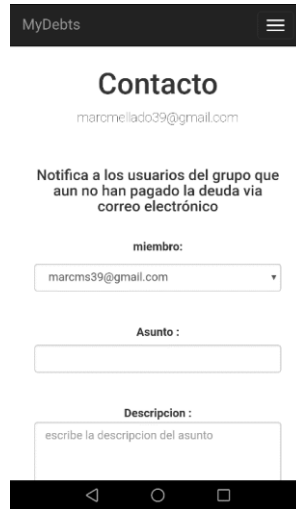 MyDebts
Contacto
marcmellado39@gmail.com
Notifica a los usuarios del grupo que
aun no han pagado la deuda via
correo electrónico
miembro:
marcms39@gmail.com
Asunto :
Descripcion :
escribe la descripcion del asunto